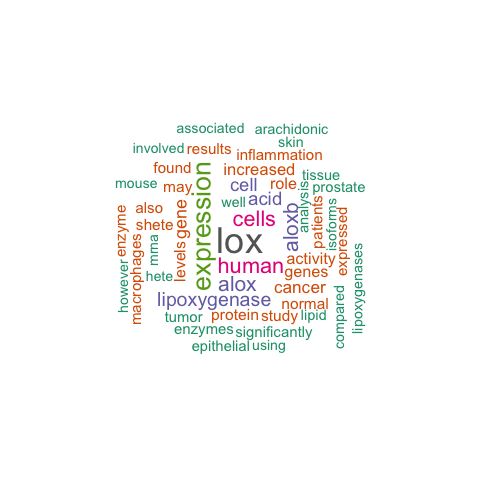 associated arachidonic
skin
involved results inflammation
found increased tissue
mouse may cell role prostate
also well acid analysis
shete gene expression cells aloxb patients isoforms expressed
enzyme lox
however macrophages mma levels human activity
hete alox genes compared lipoxygenases
lipoxygenase cancer
normal
tumor protein study lipid
enzymes significantly
epithelial using